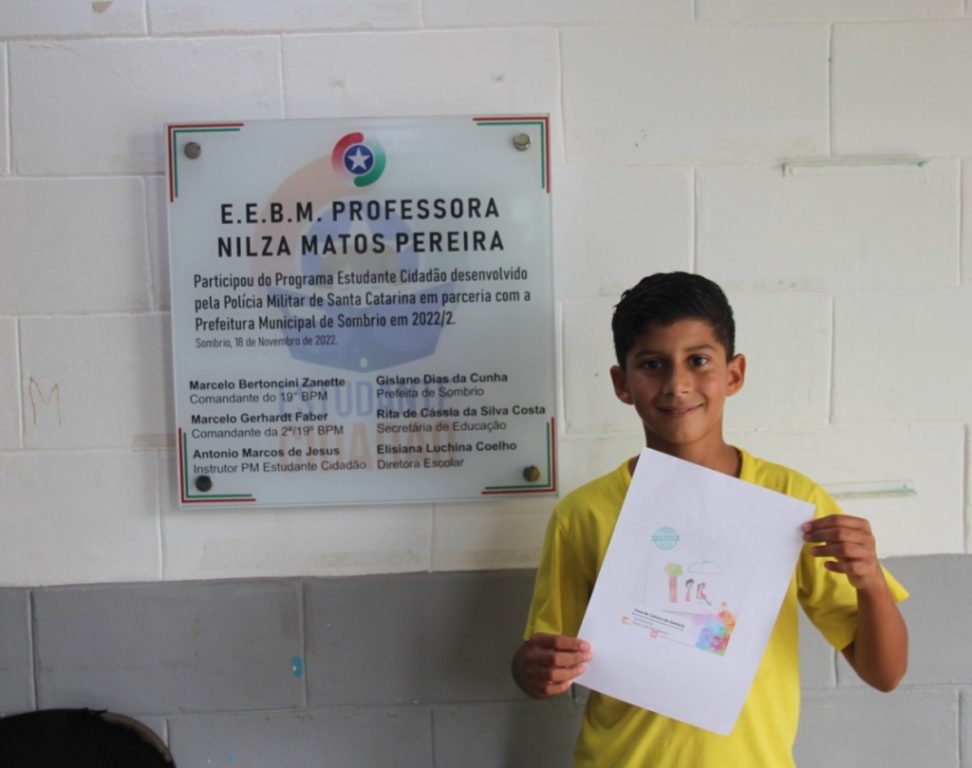 E.E.B.M. PROFESSORA
NILZA MATOS PEREIRA
Participou do Programa Estudante Cidadão desenvolvido
pela Polícia Militar de Santa Catarina em parceria com a
Prefeitura Municipal de Sombrio em 2022/2.
Sombrio, 18 de Novembro de 2022.
Marcelo Bertoncini Zanette
Comandante do 19° BPM
Marcelo Gerhardt Faber
Comandante da 2ª/19º BPM
Antonio Marcos de Jesus
Instrutor PM Estudante Cidadão
Gislane Dias da Cunha
Prefeita de Sombrio
Rita de Cássia da Silva Costa
Secretária de Educação
Elisiana Luchina Coelho
Diretora Escolar
ESTUDANTE
CIDADÃO
M